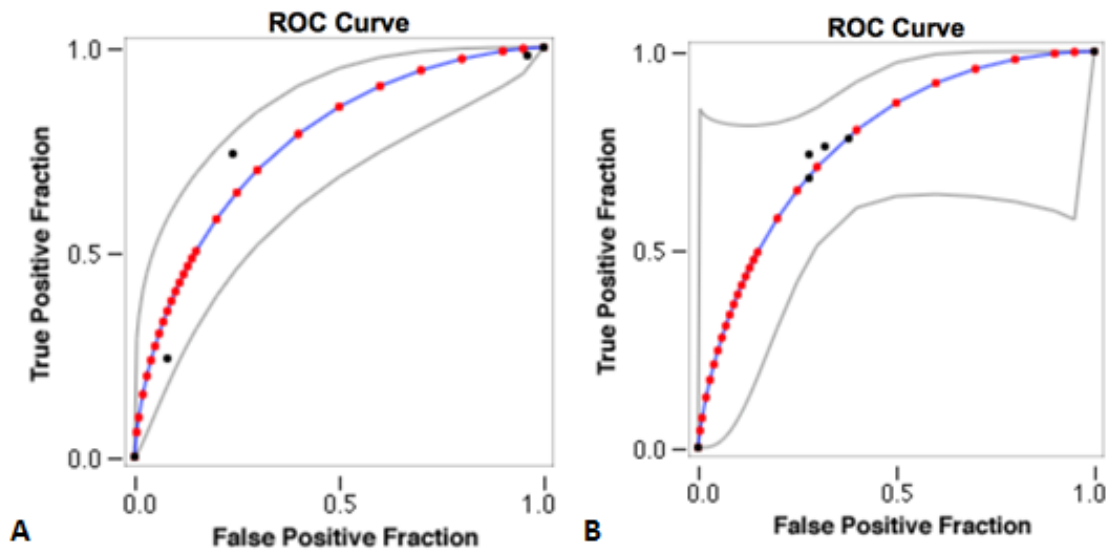 ROC Curve
True Positive Fraction
1.0
0.5
0.0
0.0 0.5 1.0
False Positive Fraction
A
ROC Curve
True Positive Fraction
1.0
0.5
0.0
0.0 0.5 1.0
False Positive Fraction
B